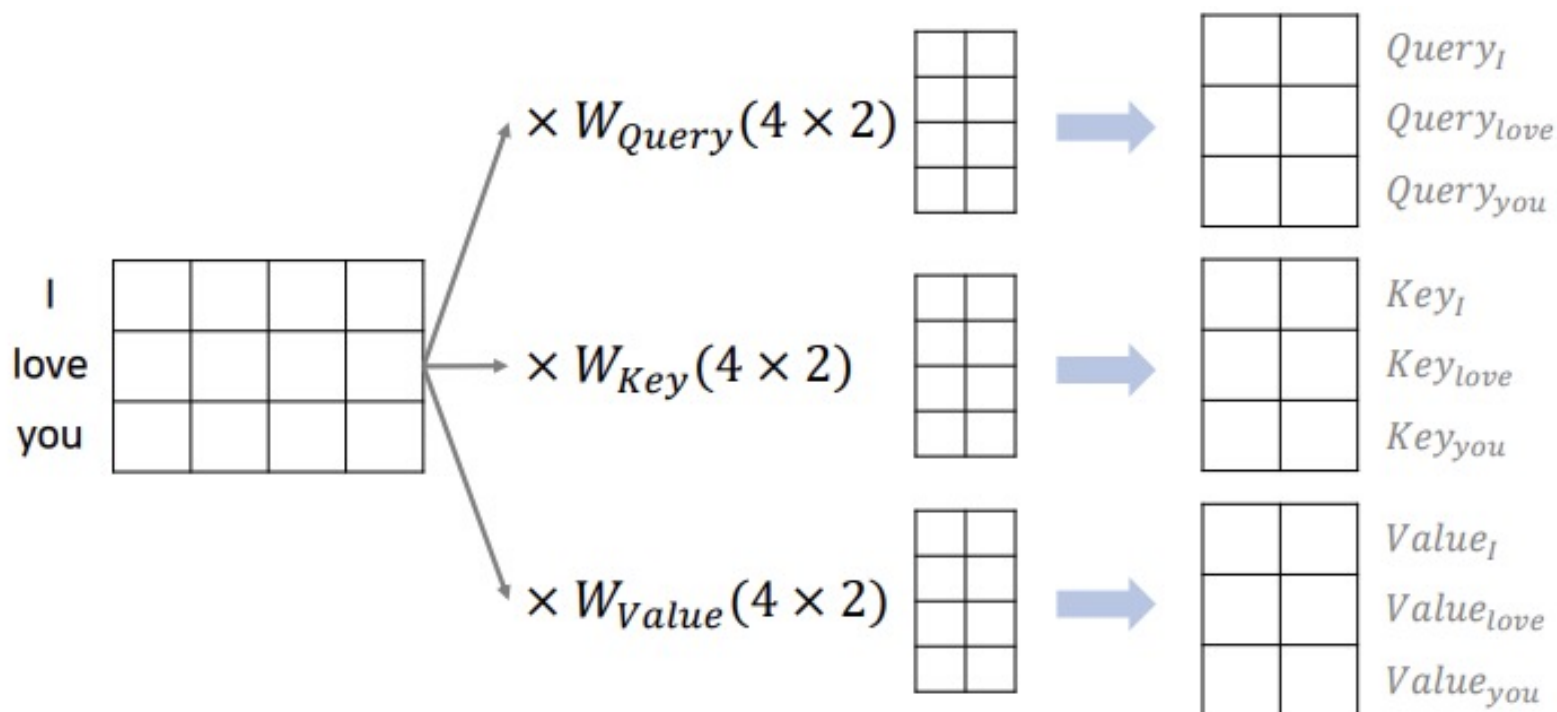 I
love
you
× W_Query (4 × 2)
Query_I
Query_love
Query_you
× W_Key (4 × 2)
Key_I
Key_love
Key_you
× W_Value (4 × 2)
Value_I
Value_love
Value_you